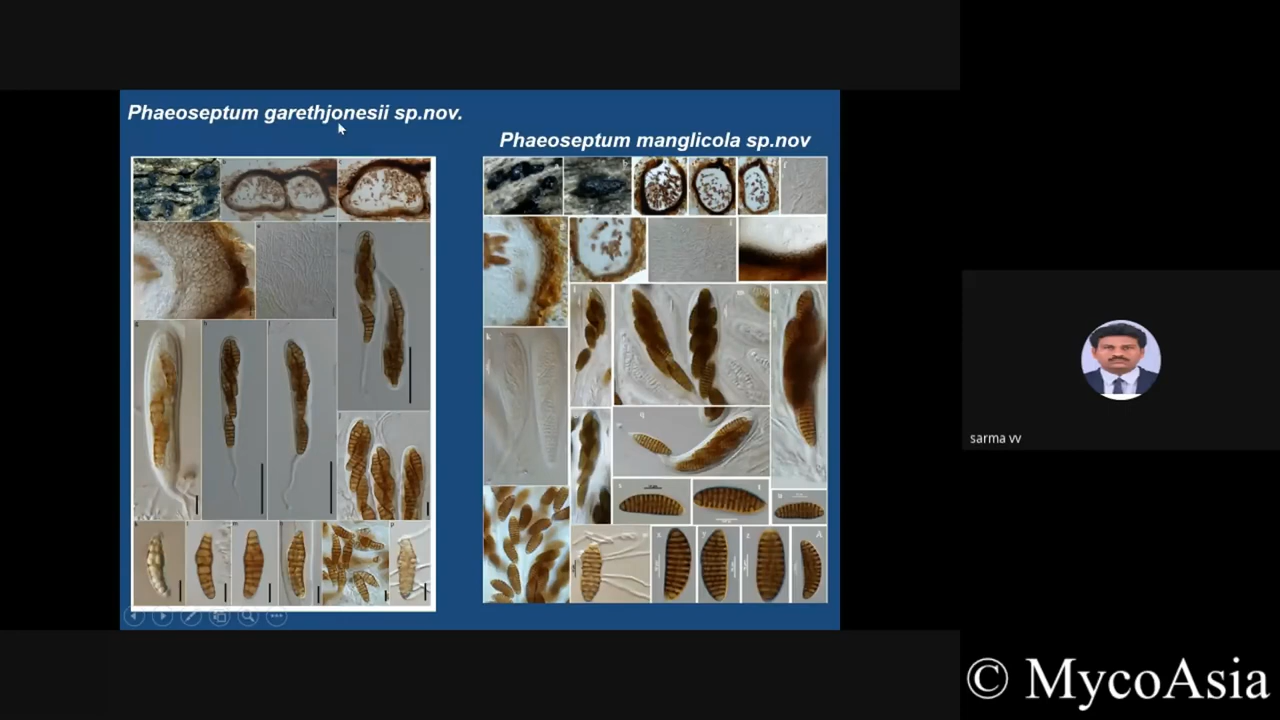 Phaeoseptum garethjonesii sp.nov.
Phaeoseptum manglicola sp.nov
sarma vv
© MycoAsia